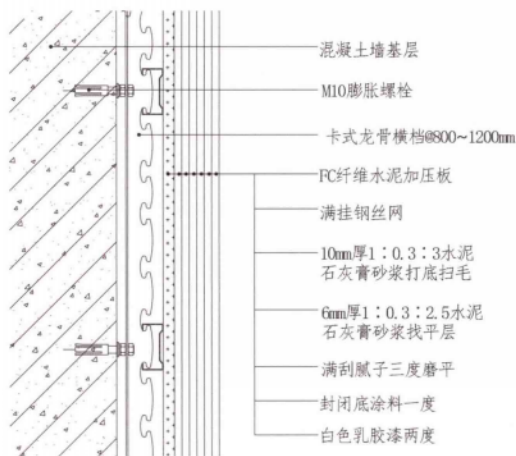 混凝土墙基层
M10膨胀螺栓
卡式龙骨横档@800~1200mm
FC纤维水泥加压板
满挂钢丝网
10mm厚1:0.3:3水泥
石灰膏砂浆打底扫毛
6mm厚1:0.3:2.5水泥
石灰膏砂浆找平层
满刮腻子三度磨平
封闭底涂料一度
白色乳胶漆两度